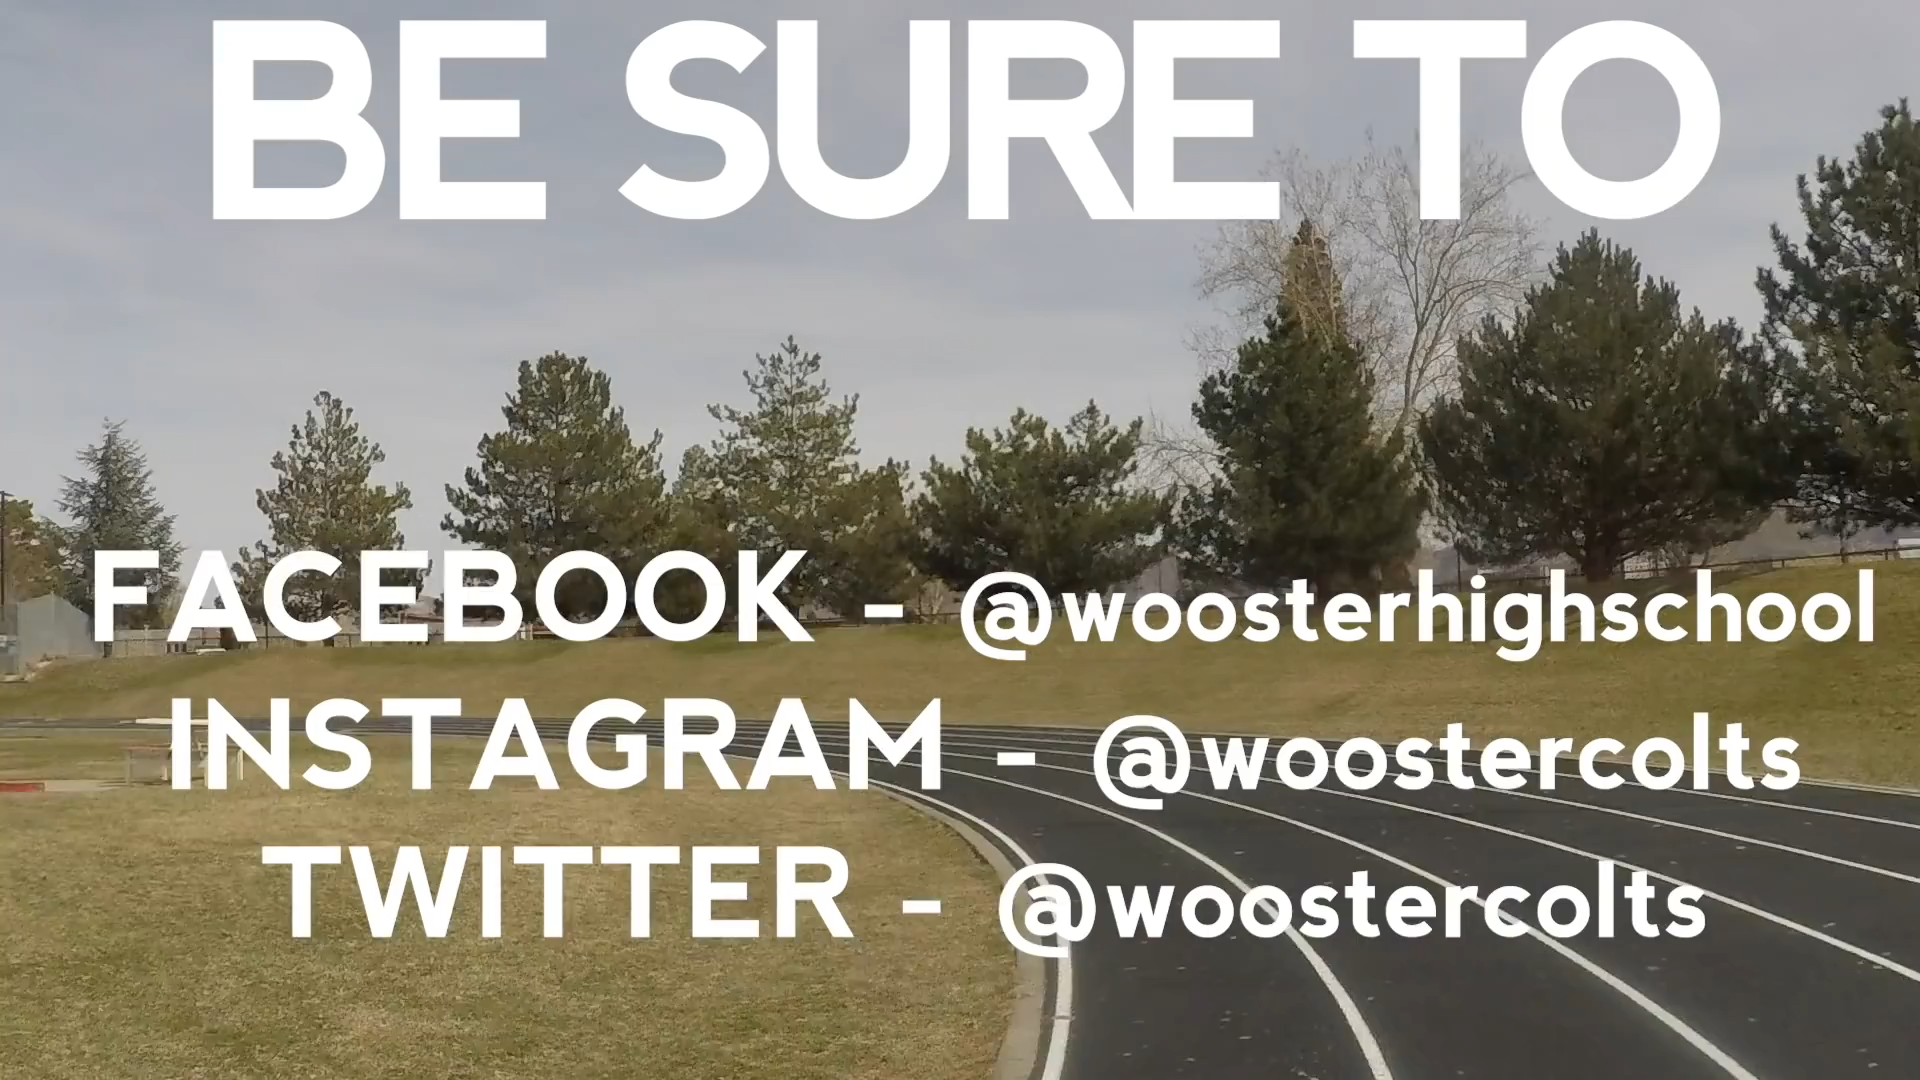 BE SURE TO
FACEBOOK - @woosterhighschool
INSTAGRAM - @woostercolts
TWITTER - @woostercolts